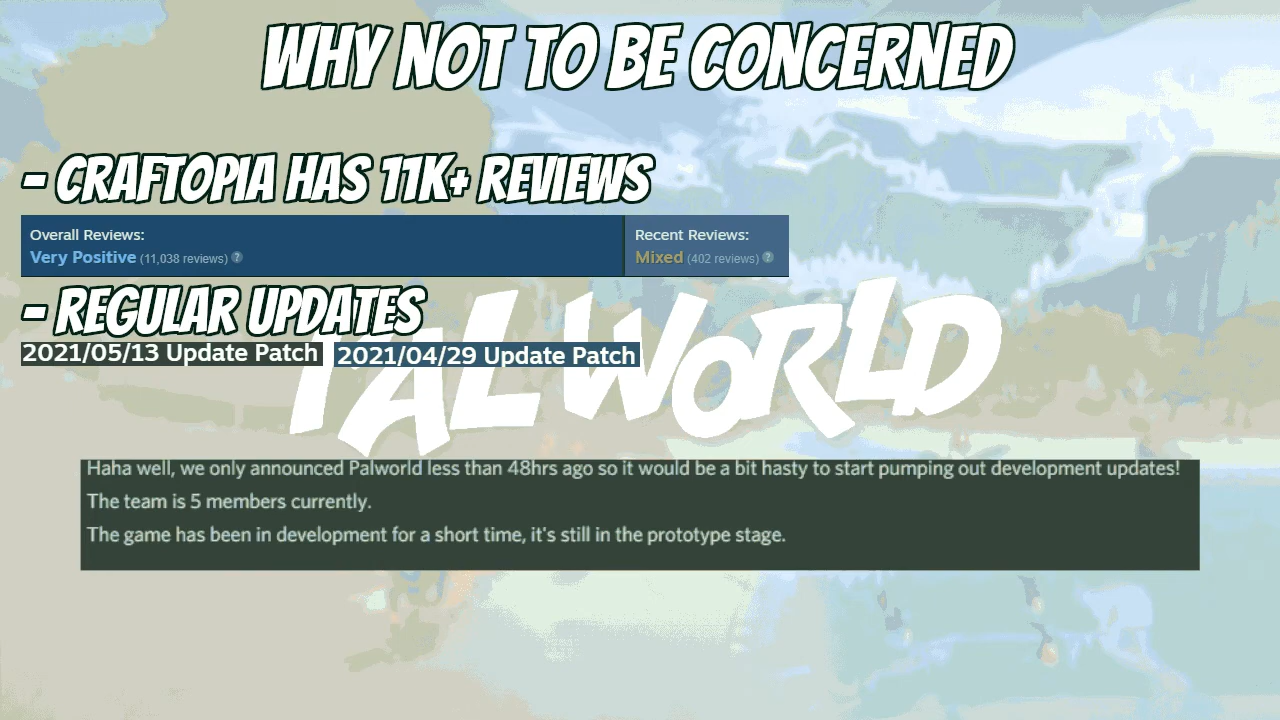 WHY NOT TO BE CONCERNED
- CRAFTOPIA HAS 11K+ REVIEWS
Overall Reviews:
Very Positive (11,038 reviews) ?
Recent Reviews:
Mixed (402 reviews) ?
- REGULAR UPDATES
2021/05/13 Update Patch
2021/04/29 Update Patch
PALWORLD
Haha well, we only announced Palworld less than 48hrs ago so it would be a bit hasty to start pumping out development updates!
The team is 5 members currently.
The game has been in development for a short time, it's still in the prototype stage.